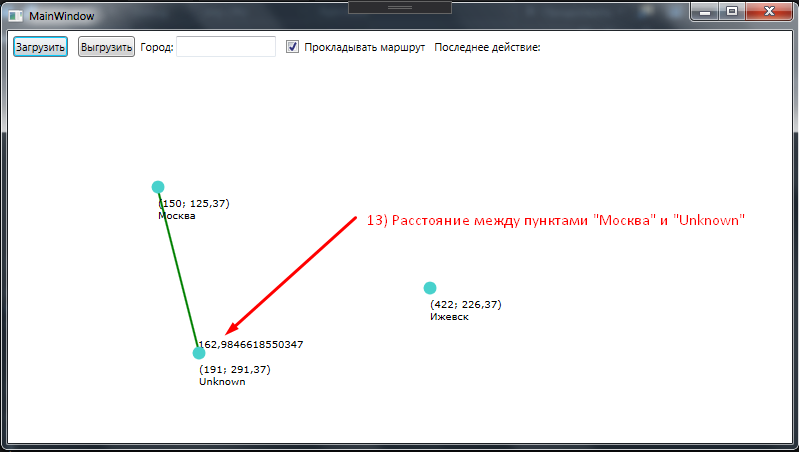 MainWindow
Загрузить Выгрузить Город: Прокладывать маршрут Последнее действие:
(150; 125,37)
Москва
13) Расстояние между пунктами "Москва" и "Unknown"
(422; 226,37)
Ижевск
162,9846618550347
(191; 291,37)
Unknown